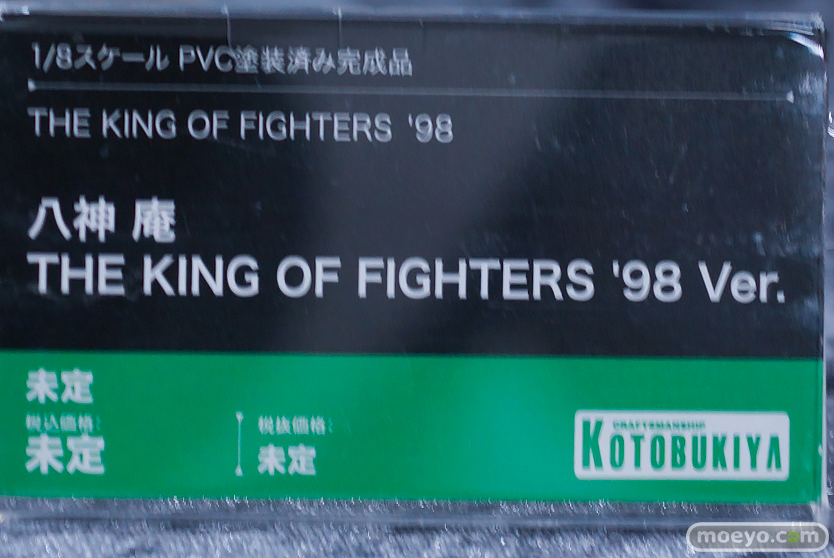 1/8スケール PVC塗装済み完成品
THE KING OF FIGHTERS '98
八神 庵
THE KING OF FIGHTERS '98 Ver.
未定
税込価格:
未定
税抜価格:
未定
CRAFTSMANSHIP
KOTOBUKIYA
moeyo.com